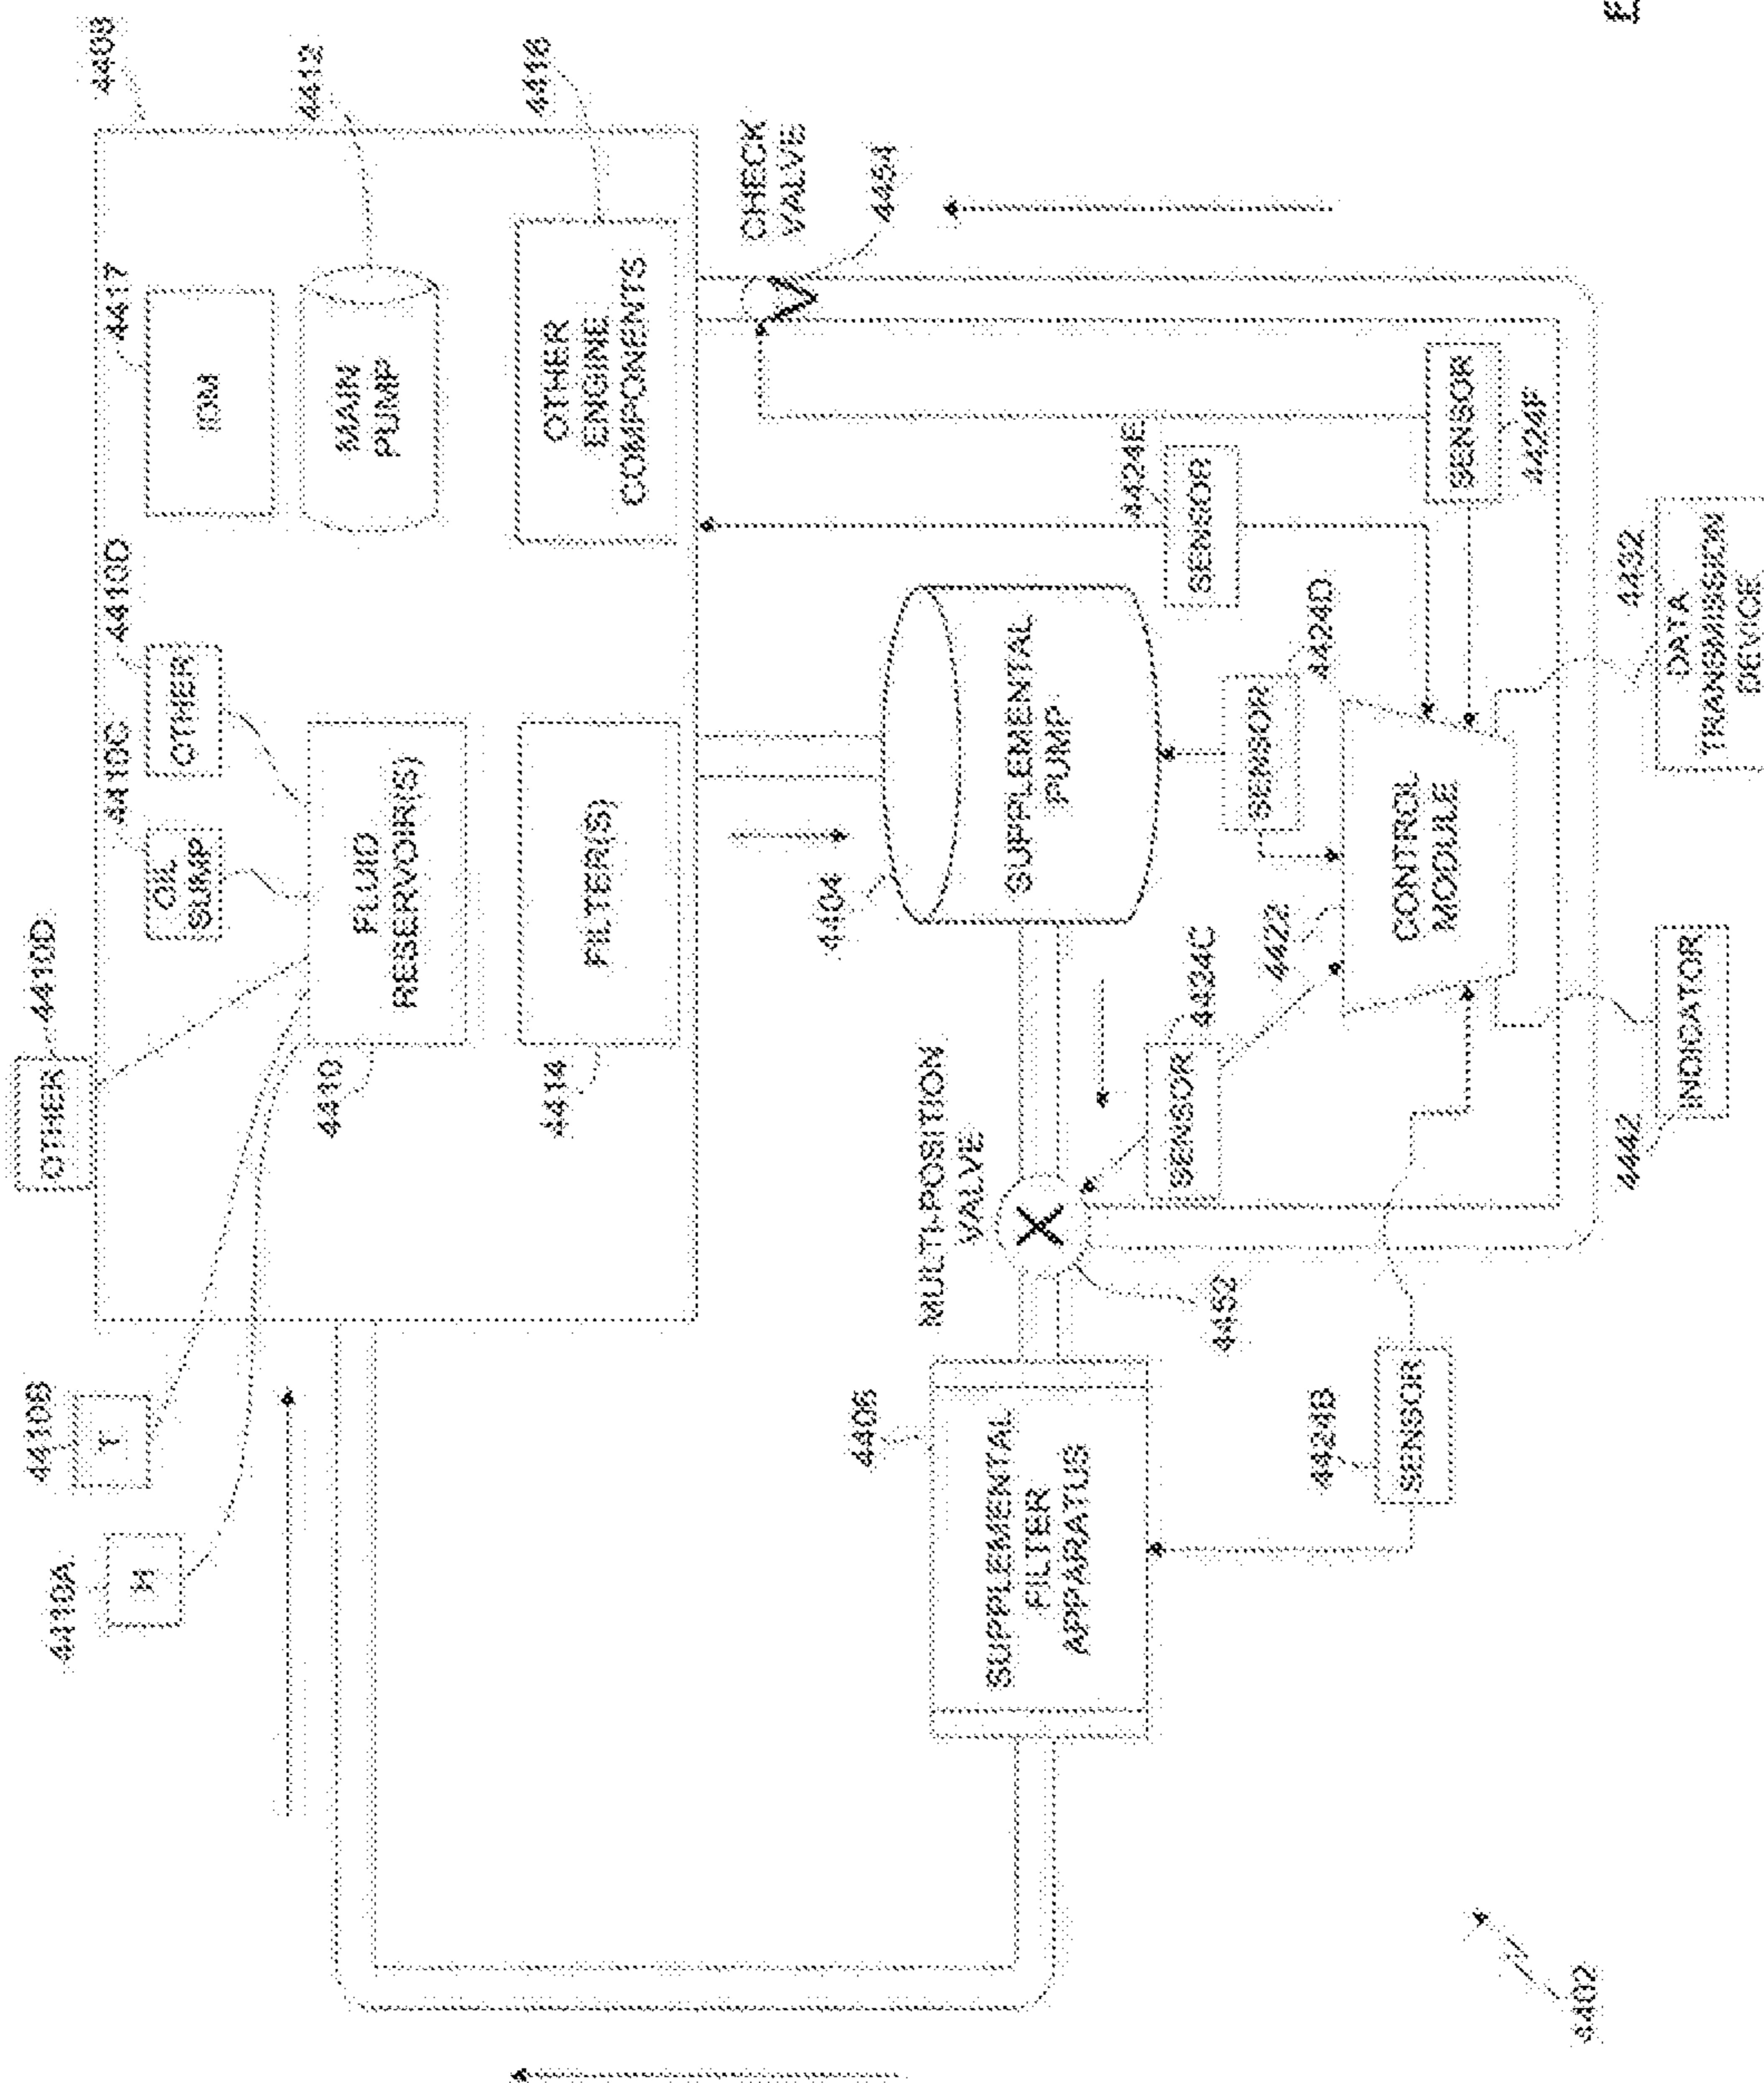 OTHER
4410D
4410B
T
4410A
H
4410C
OIL
SUMP
4410D
OTHER
4417
IDM
4408
4412
MAIN
PUMP
4416
OTHER
ENGINE
COMPONENTS
FLUID
RESERVOIR(S)
4410
FILTER(S)
4414
CHECK
VALVE
4454
4404
SUPPLEMENTAL
PUMP
MULTI-POSITION
VALVE
4452
4406
SUPPLEMENTAL
FILTER
APPARATUS
4424B
SENSOR
SENSOR
4434C
4422
SENSOR
4424D
4424E
SENSOR
SENSOR
4424F
CONTROL
MODULE
4442
INDICATOR
DATA
TRANSMISSION
DEVICE
4402